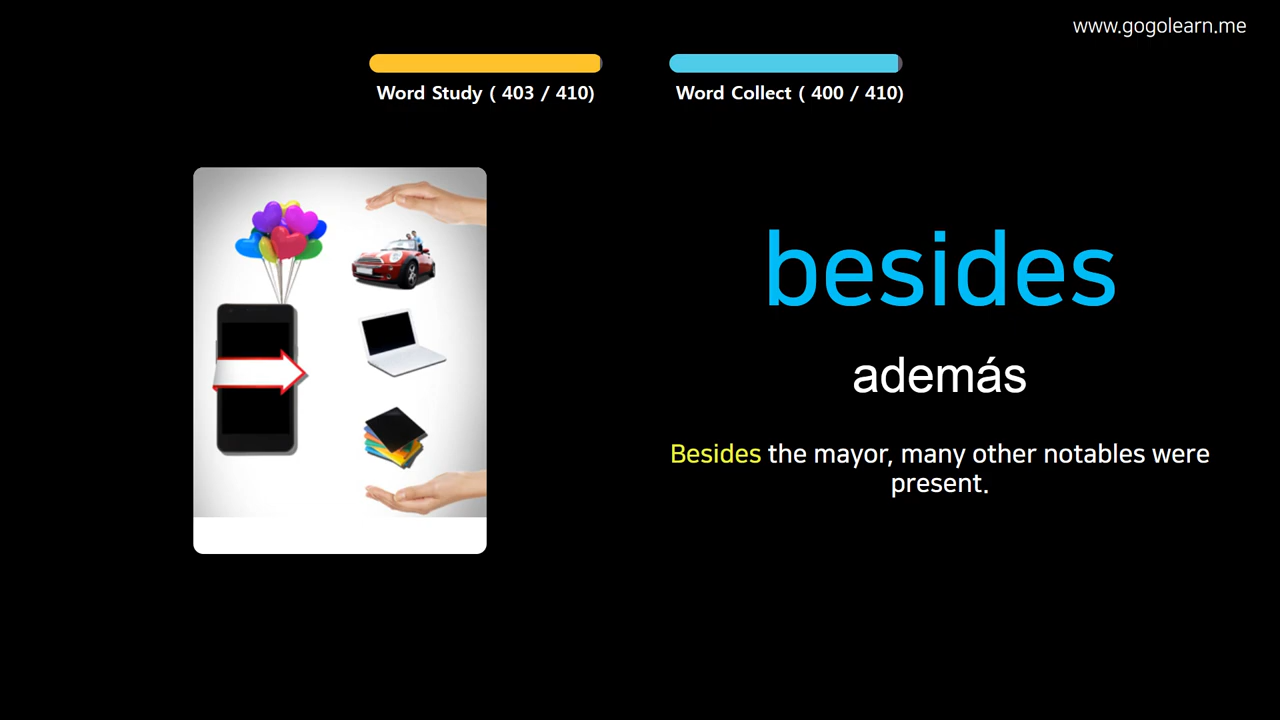 www.gogolearn.me
Word Study ( 403 / 410)
Word Collect ( 400 / 410)
besides
además
Besides the mayor, many other notables were
present.